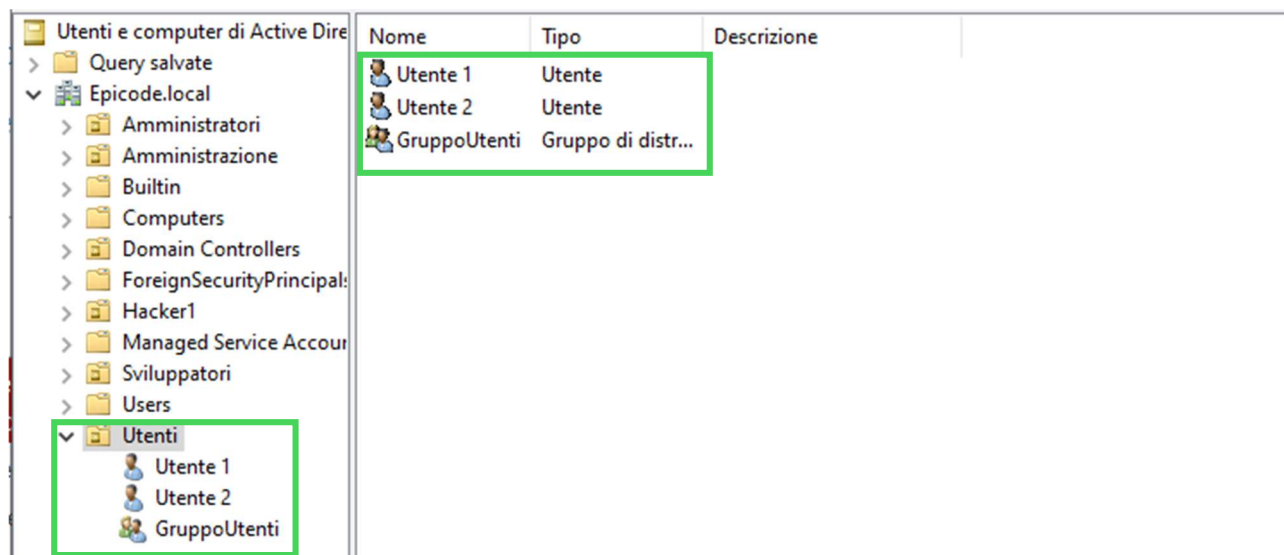 Utenti e computer di Active Dire
Query salvate
Epicode.local
Amministratori
Amministrazione
Builtin
Computers
Domain Controllers
ForeignSecurityPrincipal
Hacker1
Managed Service Accour
Sviluppatori
Users
Utenti
Utente 1
Utente 2
GruppoUtenti
Nome Tipo Descrizione
Utente 1 Utente
Utente 2 Utente
GruppoUtenti Gruppo di distr...